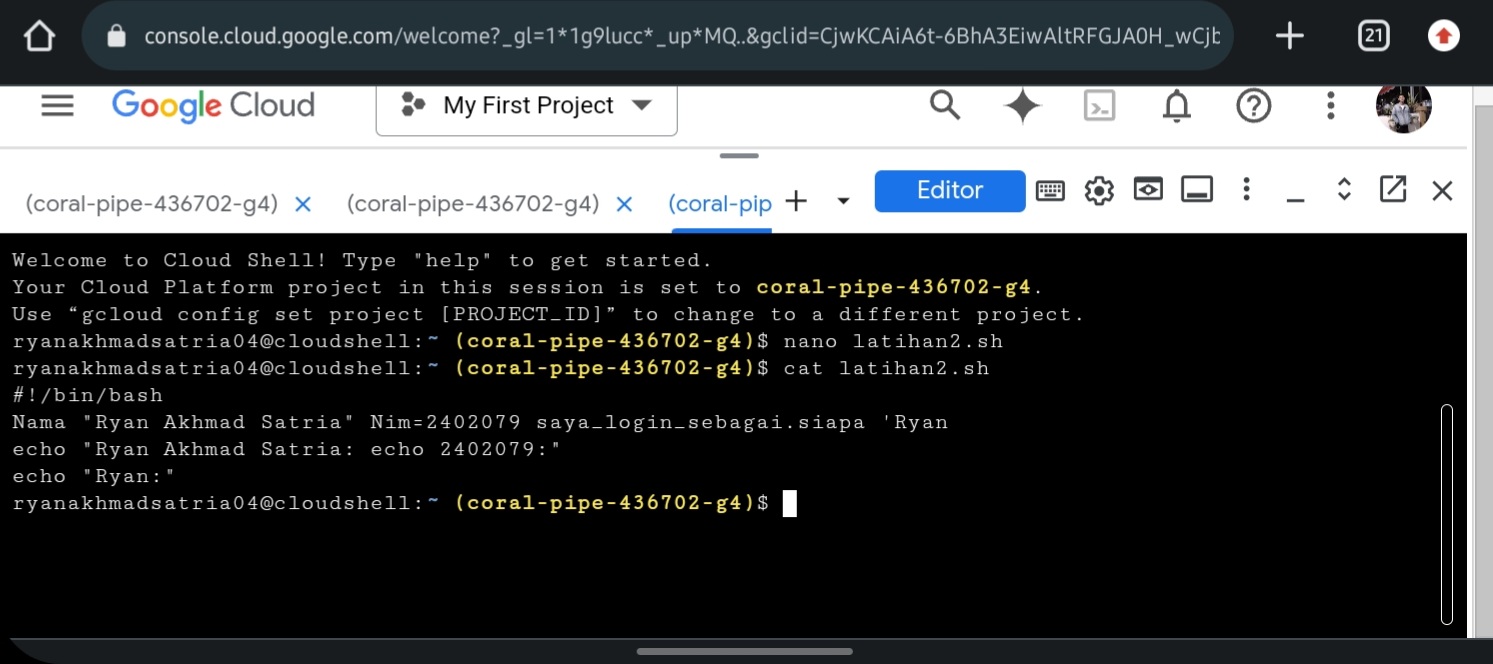 console.cloud.google.com/welcome?_gl=1*1g9lucc*_up*MQ..&gclid=CjwKCAiA6t-6BhA3EiwAltRFGJA0H_wCjb
21
Google Cloud
My First Project
(coral-pipe-436702-g4)
(coral-pipe-436702-g4)
(coral-pip
Editor
Welcome to Cloud Shell! Type "help" to get started.
Your Cloud Platform project in this session is set to coral-pipe-436702-g4.
Use “gcloud config set project [PROJECT_ID]” to change to a different project.
ryanakhmadsatria04@cloudshell:~ (coral-pipe-436702-g4)$ nano latihan2.sh
ryanakhmadsatria04@cloudshell:~ (coral-pipe-436702-g4)$ cat latihan2.sh
#!/bin/bash
Nama "Ryan Akhmad Satria" Nim=2402079 saya_login_sebagai.siapa 'Ryan
echo "Ryan Akhmad Satria: echo 2402079:"
echo "Ryan:"
ryanakhmadsatria04@cloudshell:~ (coral-pipe-436702-g4)$